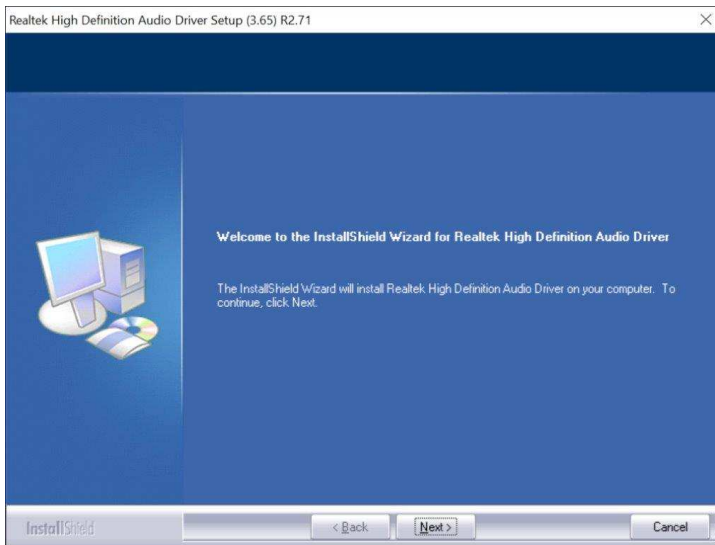 Realtek High Definition Audio Driver Setup (3.65) R2.71
Welcome to the InstallShield Wizard for Realtek High Definition Audio Driver
The InstallShield Wizard will install Realtek High Definition Audio Driver on your computer. To
continue, click Next.
InstallShield
< Back
Next >
Cancel